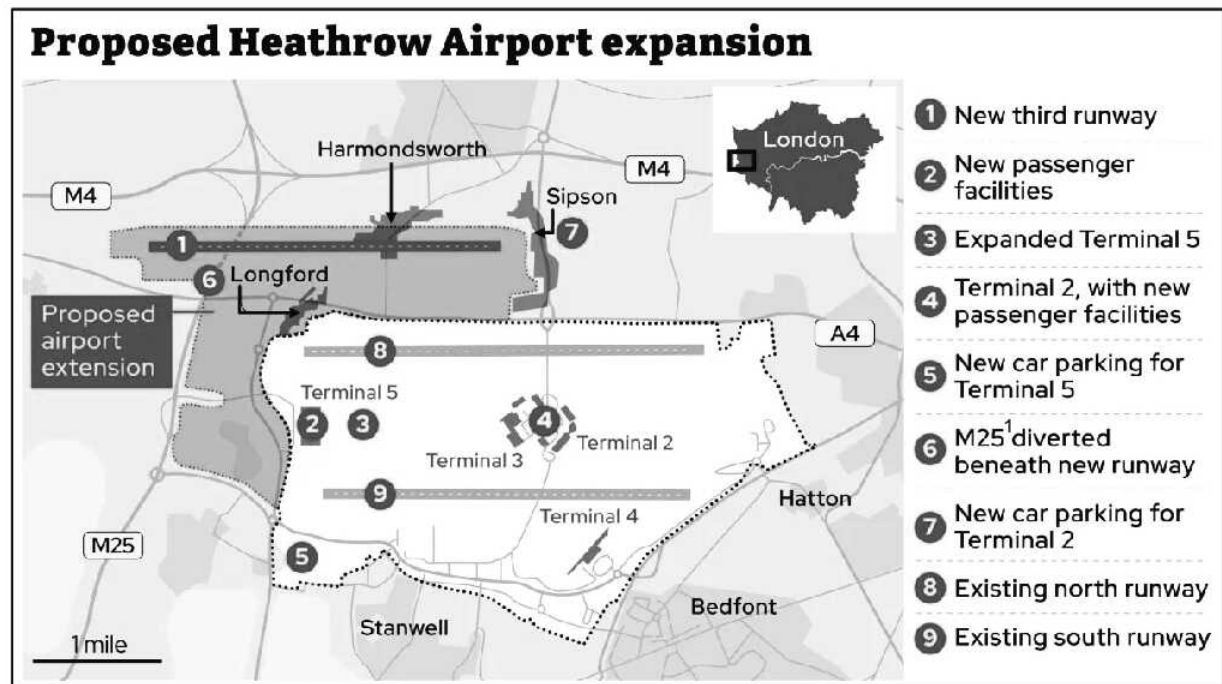 Proposed Heathrow Airport expansion
Harmondsworth
London
M4
M4
Sipson
7
1
6
Longford
Proposed
airport
extension
A4
8
Terminal 5
2
3
4
Terminal 2
Terminal 3
9
Hatton
Terminal 4
M25
5
Bedfont
Stanwell
1 mile
1 New third runway
2 New passenger
facilities
3 Expanded Terminal 5
4 Terminal 2, with new
passenger facilities
5 New car parking for
Terminal 5
6 M25¹ diverted
beneath new runway
7 New car parking for
Terminal 2
8 Existing north runway
9 Existing south runway